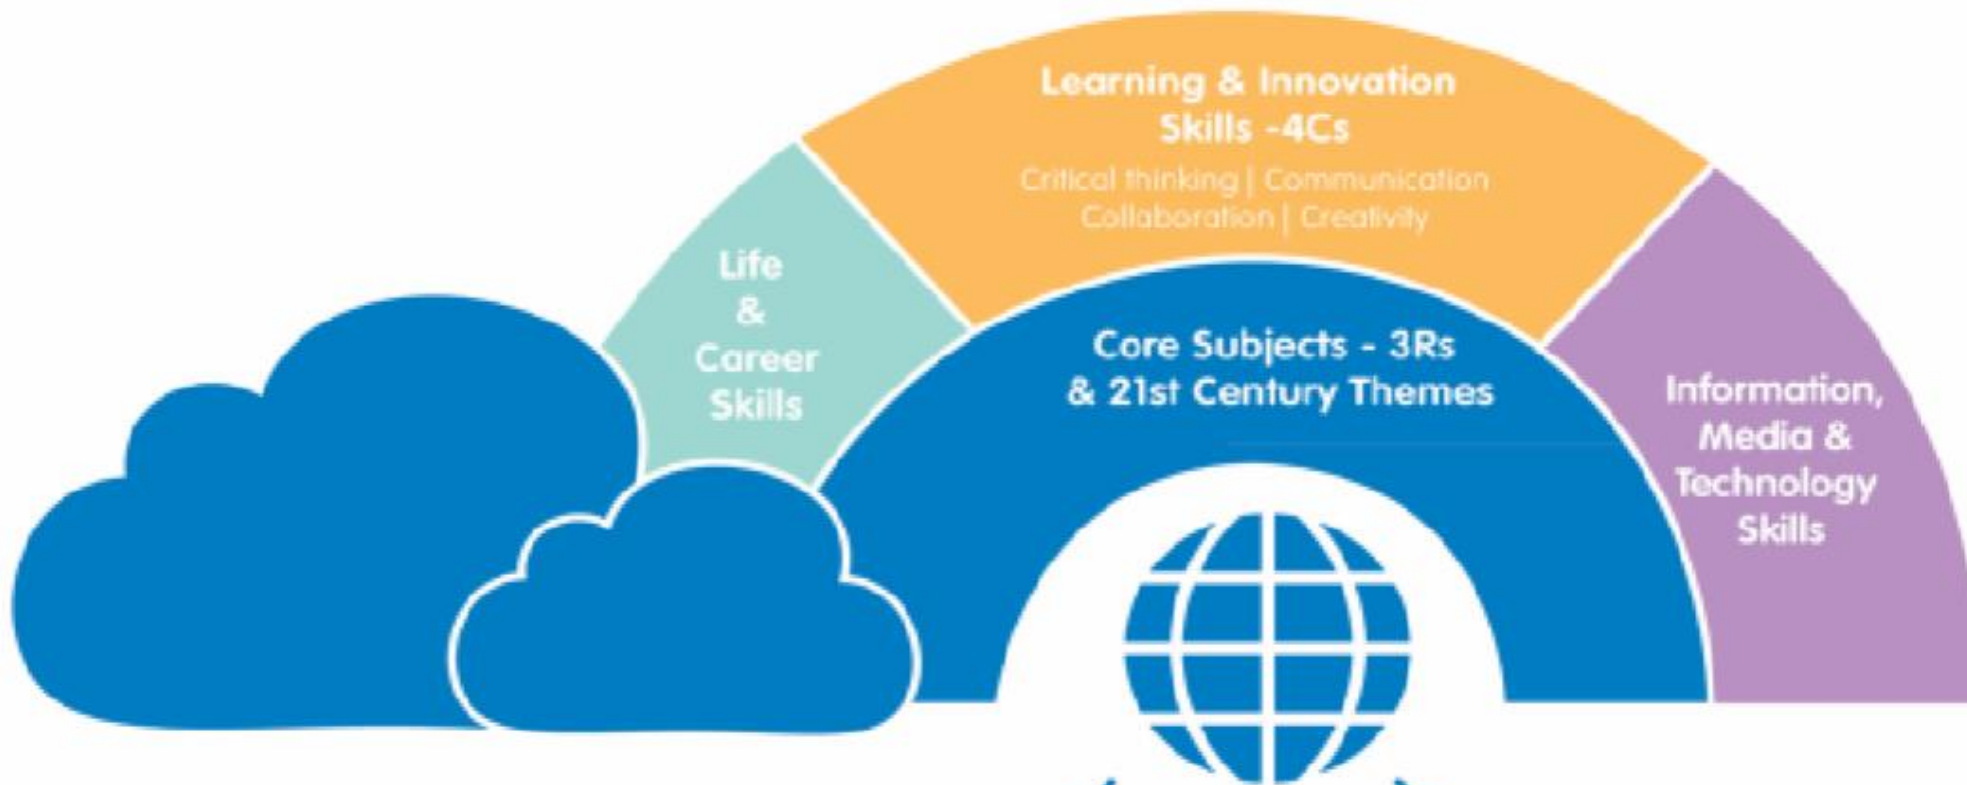 Learning & Innovation
Skills -4Cs
Critical thinking | Communication
Collaboration | Creativity
Life
&
Career
Skills
Core Subjects - 3Rs
& 21st Century Themes
Information,
Media &
Technology
Skills